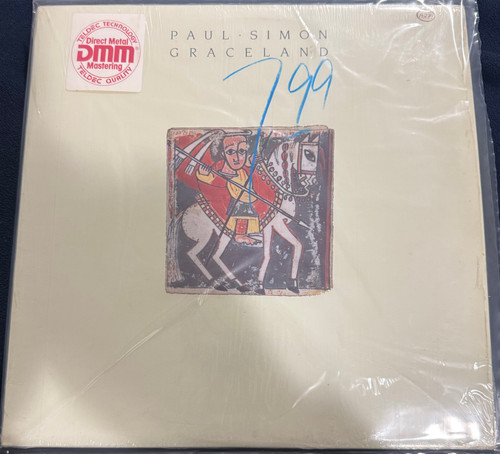 TELDEC TECHNOLOGY
Direct Metal
DMM
Mastering
TELDEC QUALITY
PAUL·SIMON
GRACELAND
7 99